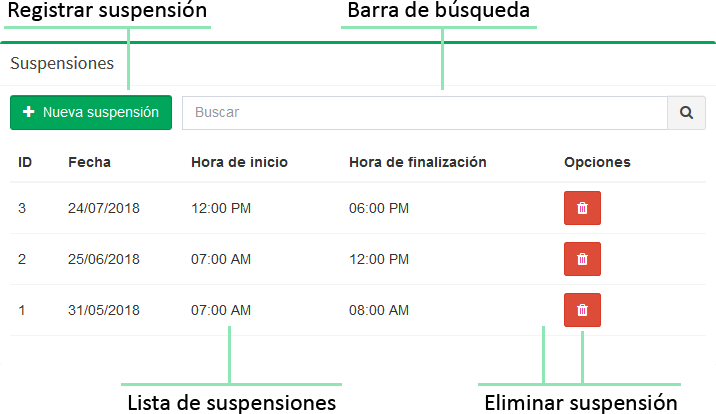 Registrar suspensión Barra de búsqueda
Suspensiones
Nueva suspensión Buscar
ID Fecha Hora de inicio Hora de finalización Opciones
3 24/07/2018 12:00 PM 06:00 PM
2 25/06/2018 07:00 AM 12:00 PM
1 31/05/2018 07:00 AM 08:00 AM
Lista de suspensiones Eliminar suspensión